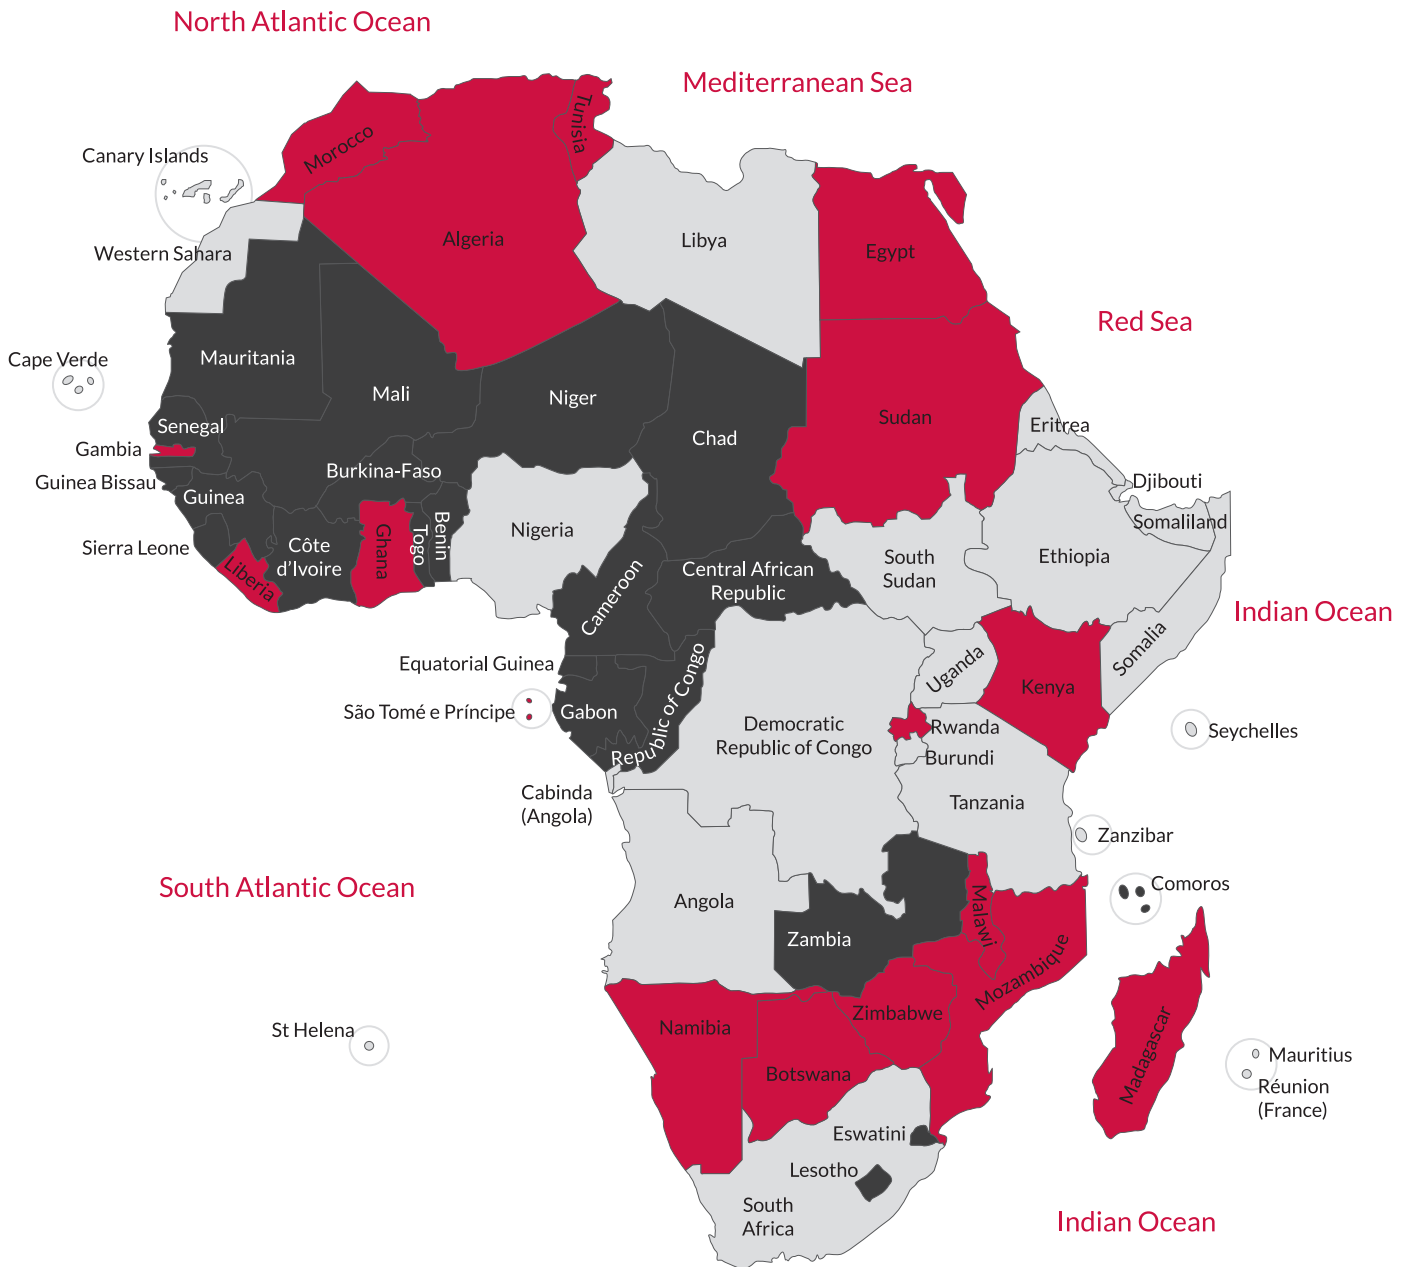 North Atlantic Ocean
Mediterranean Sea
Tunisia
Morocco
Canary Islands
Algeria
Libya
Egypt
Western Sahara
Red Sea
Mauritania
Cape Verde
Mali
Niger
Sudan
Senegal
Eritrea
Chad
Gambia
Burkina-Faso
Guinea Bissau
Djibouti
Guinea
Somaliland
Nigeria
Benin
Togo
Ghana
Sierra Leone
Côte
d'Ivoire
Ethiopia
South
Sudan
Liberia
Central African
Republic
Cameroon
Indian Ocean
Somalia
Equatorial Guinea
Uganda
Kenya
Republic of Congo
São Tomé e Príncipe
Gabon
Democratic
Republic of Congo
Rwanda
Seychelles
Burundi
Cabinda
(Angola)
Tanzania
Zanzibar
South Atlantic Ocean
Comoros
Angola
Malawi
Zambia
Mozambique
Zimbabwe
Namibia
St Helena
Madagascar
Mauritius
Botswana
Réunion
(France)
Eswatini
Lesotho
South
Africa
Indian Ocean